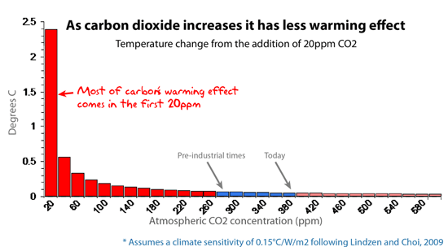 As carbon dioxide increases it has less warming effect
Temperature change from the addition of 20ppm CO2
Degrees C
2.5
2
1.5
1
0.5
0
Most of carbon's warming effect
comes in the first 20ppm
Pre-industrial times
Today
20
60
100
140
180
220
260
300
340
380
420
460
500
540
580
Atmospheric CO2 concentration (ppm)
* Assumes a climate sensitivity of 0.15°C/W/m2 following Lindzen and Choi, 2009